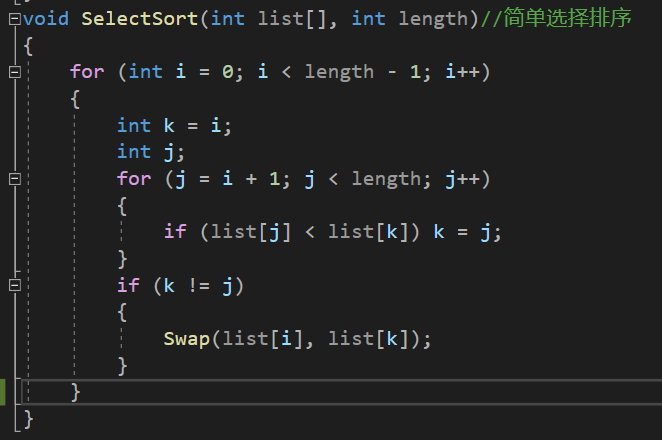 void SelectSort(int list[], int length)//简单选择排序
{
for (int i = 0; i < length - 1; i++)
{
int k = i;
int j;
for (j = i + 1; j < length; j++)
{
if (list[j] < list[k]) k = j;
}
if (k != j)
{
Swap(list[i], list[k]);
}
}
}